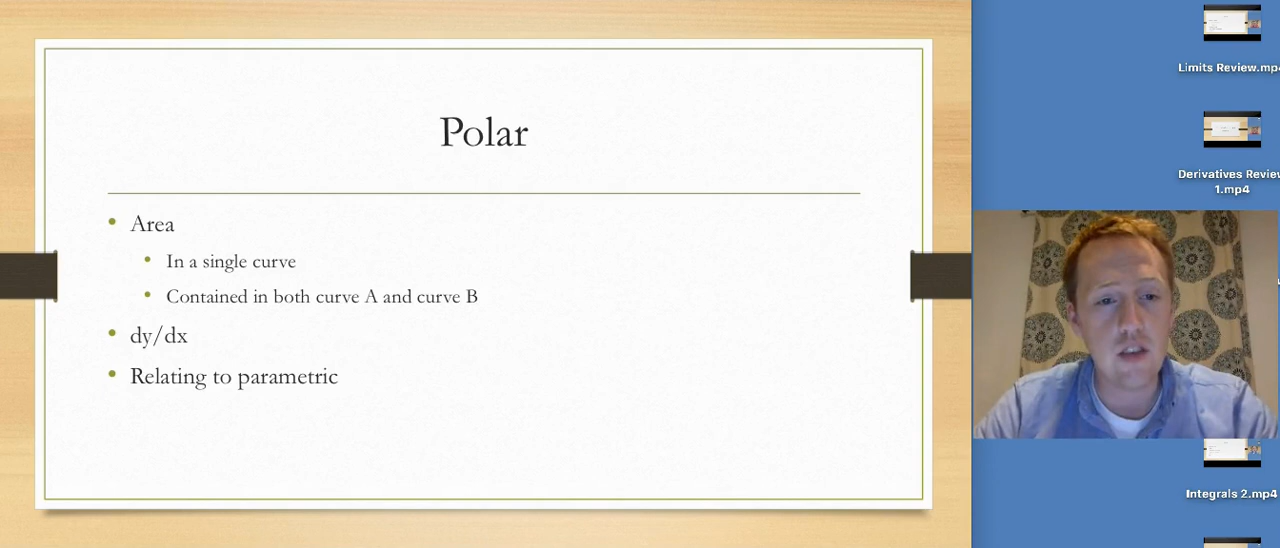 Polar
Area
In a single curve
Contained in both curve A and curve B
dy/dx
Relating to parametric
Limits Review.mp4
Derivatives Review
1.mp4
Integrals 2.mp4